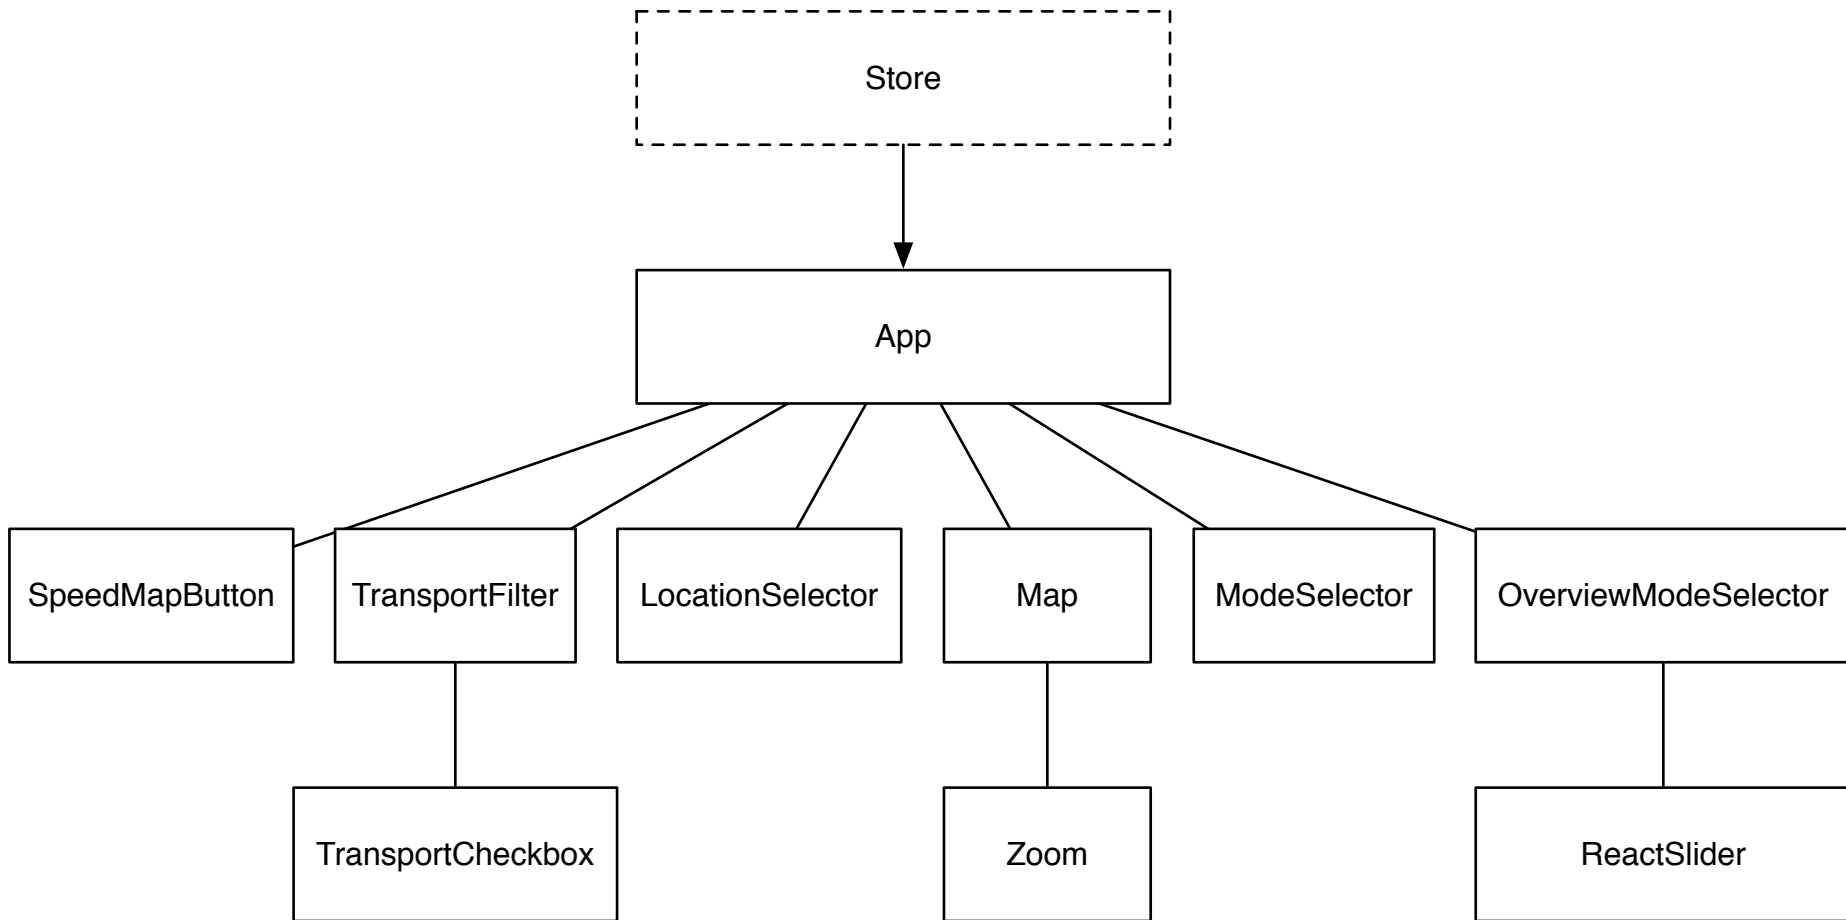 Store
App
SpeedMapButton
TransportFilter
LocationSelector
Map
ModeSelector
OverviewModeSelector
TransportCheckbox
Zoom
ReactSlider